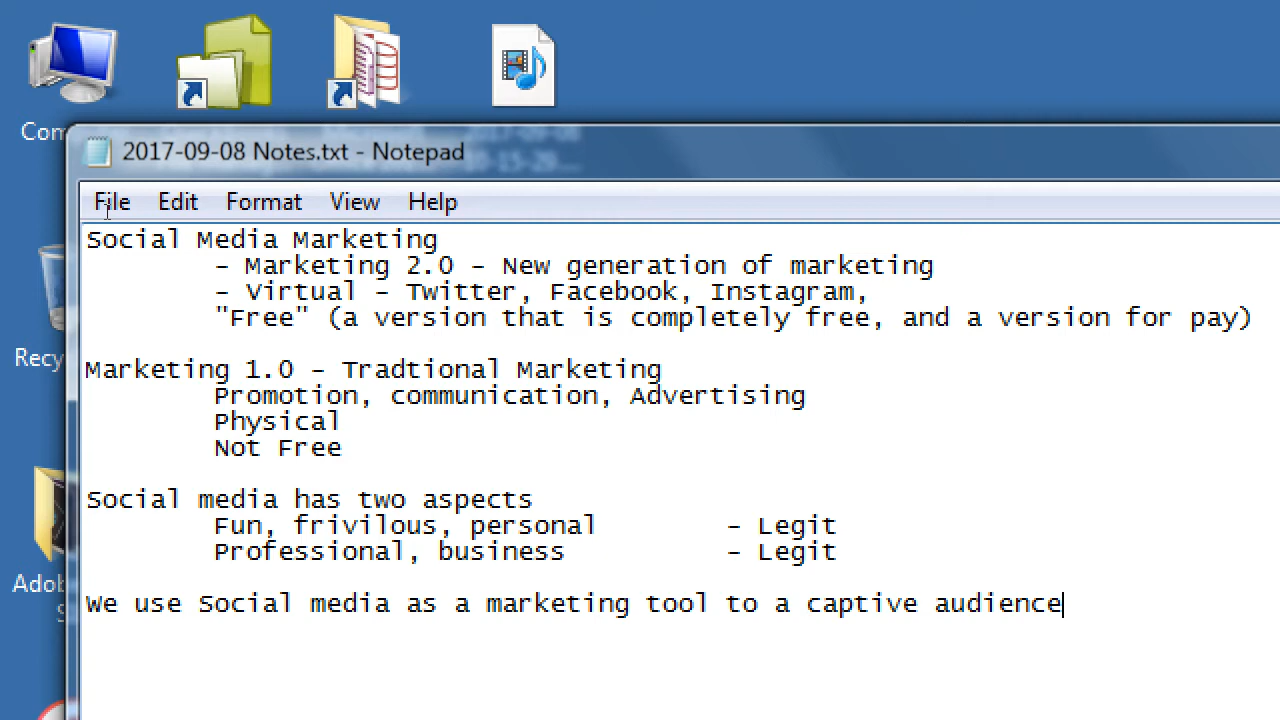 2017-09-08 Notes.txt - Notepad
File Edit Format View Help
Social Media Marketing
- Marketing 2.0 - New generation of marketing
- Virtual - Twitter, Facebook, Instagram,
"Free" (a version that is completely free, and a version for pay)
Marketing 1.0 - Tradtional Marketing
Promotion, communication, Advertising
Physical
Not Free
Social media has two aspects
Fun, frivilous, personal - Legit
Professional, business - Legit
We use Social media as a marketing tool to a captive audience